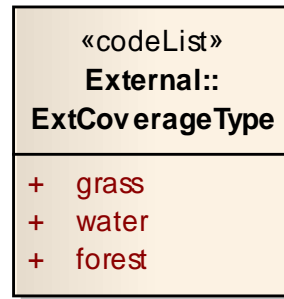 «codeList»
External::
ExtCoverageType
+ grass
+ water
+ forest